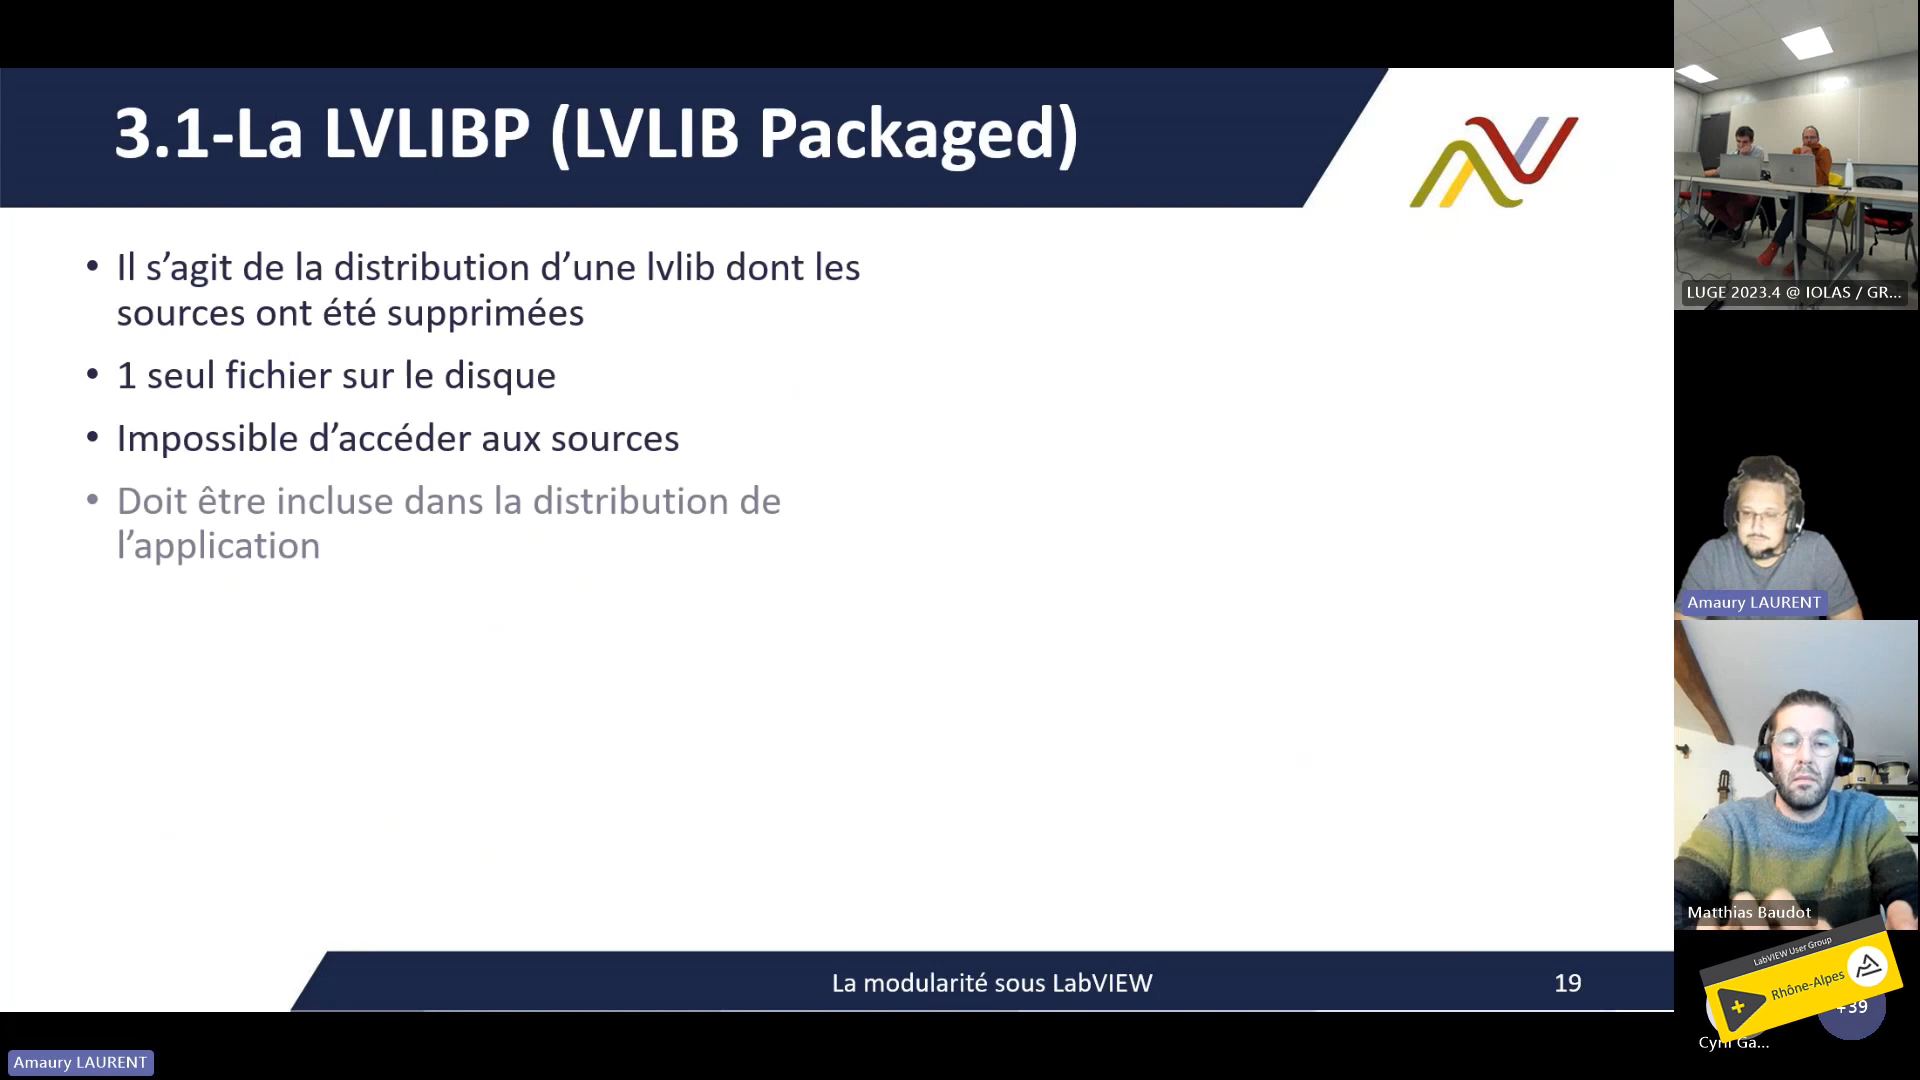 3.1-La LVLIBP (LVLIB Packaged)
• Il s’agit de la distribution d’une lvlib dont les
sources ont été supprimées
• 1 seul fichier sur le disque
• Impossible d’accéder aux sources
• Doit être incluse dans la distribution de
l’application
La modularité sous LabVIEW
19
Amaury LAURENT
LUGE 2023.4 @ IOLAS / GR...
Amaury LAURENT
Matthias Baudot
LabVIEW User Group
Rhône-Alpes
+39
Cyril Ga...